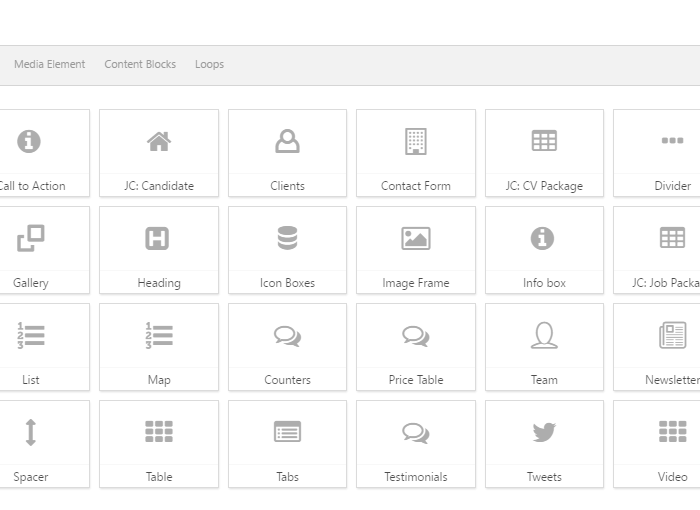 Media Element Content Blocks Loops
Call to Action JC: Candidate Clients Contact Form JC: CV Package Divider
Gallery Heading Icon Boxes Image Frame Info box JC: Job Packa
List Map Counters Price Table Team Newsletter
Spacer Table Tabs Testimonials Tweets Video